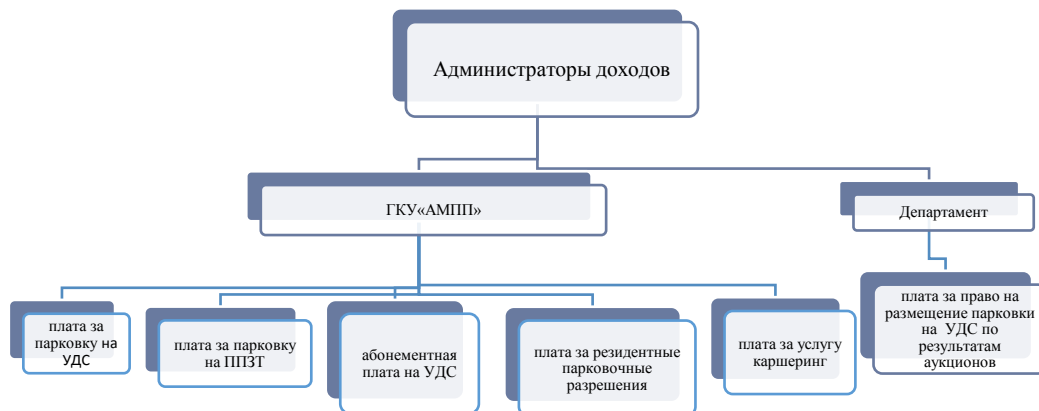 Администраторы доходов
ГКУ«АМПП»
Департамент
плата за
парковку на
УДС
плата за парковку
на ППЗТ
абонементная
плата на УДС
плата за резидентные
парковочные
разрешения
плата за услугу
каршеринг
плата за право на
размещение парковки
на УДС по
результатам
аукционов